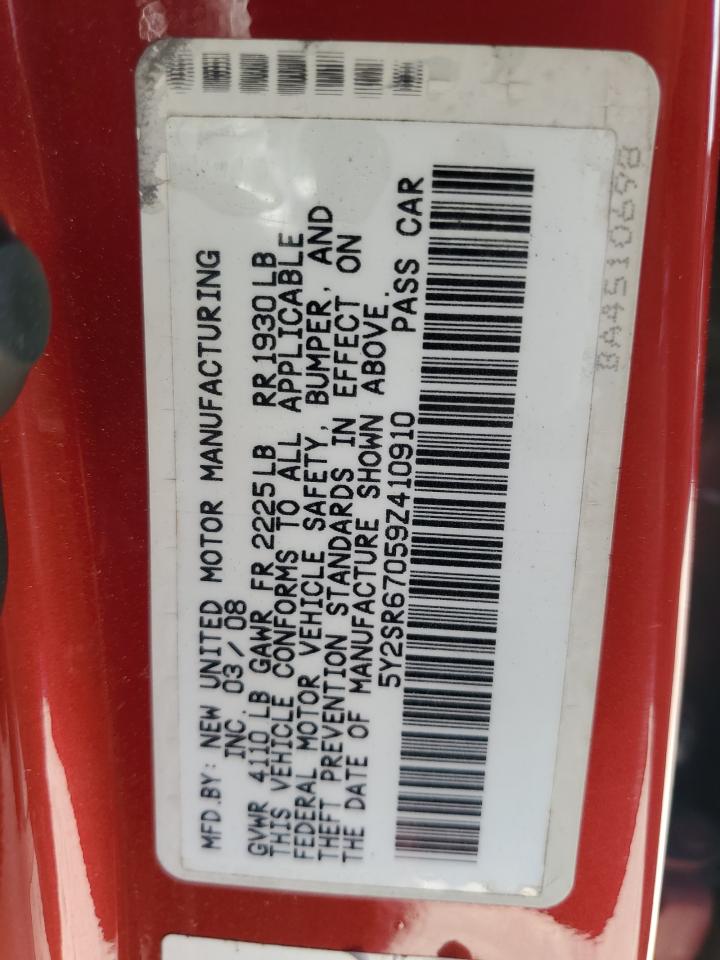 MFD.BY: NEW UNITED MOTOR MANUFACTURING
INC. 03/08
GVWR 4110 LB GAWR FR 2225 LB RR 1930 LB
THIS VEHICLE CONFORMS TO ALL APPLICABLE
FEDERAL MOTOR VEHICLE SAFETY, BUMPER, AND
THEFT PREVENTION STANDARDS IN EFFECT ON
THE DATE OF MANUFACTURE SHOWN ABOVE.
5Y2SR67059Z410910 PASS CAR
BA4510698